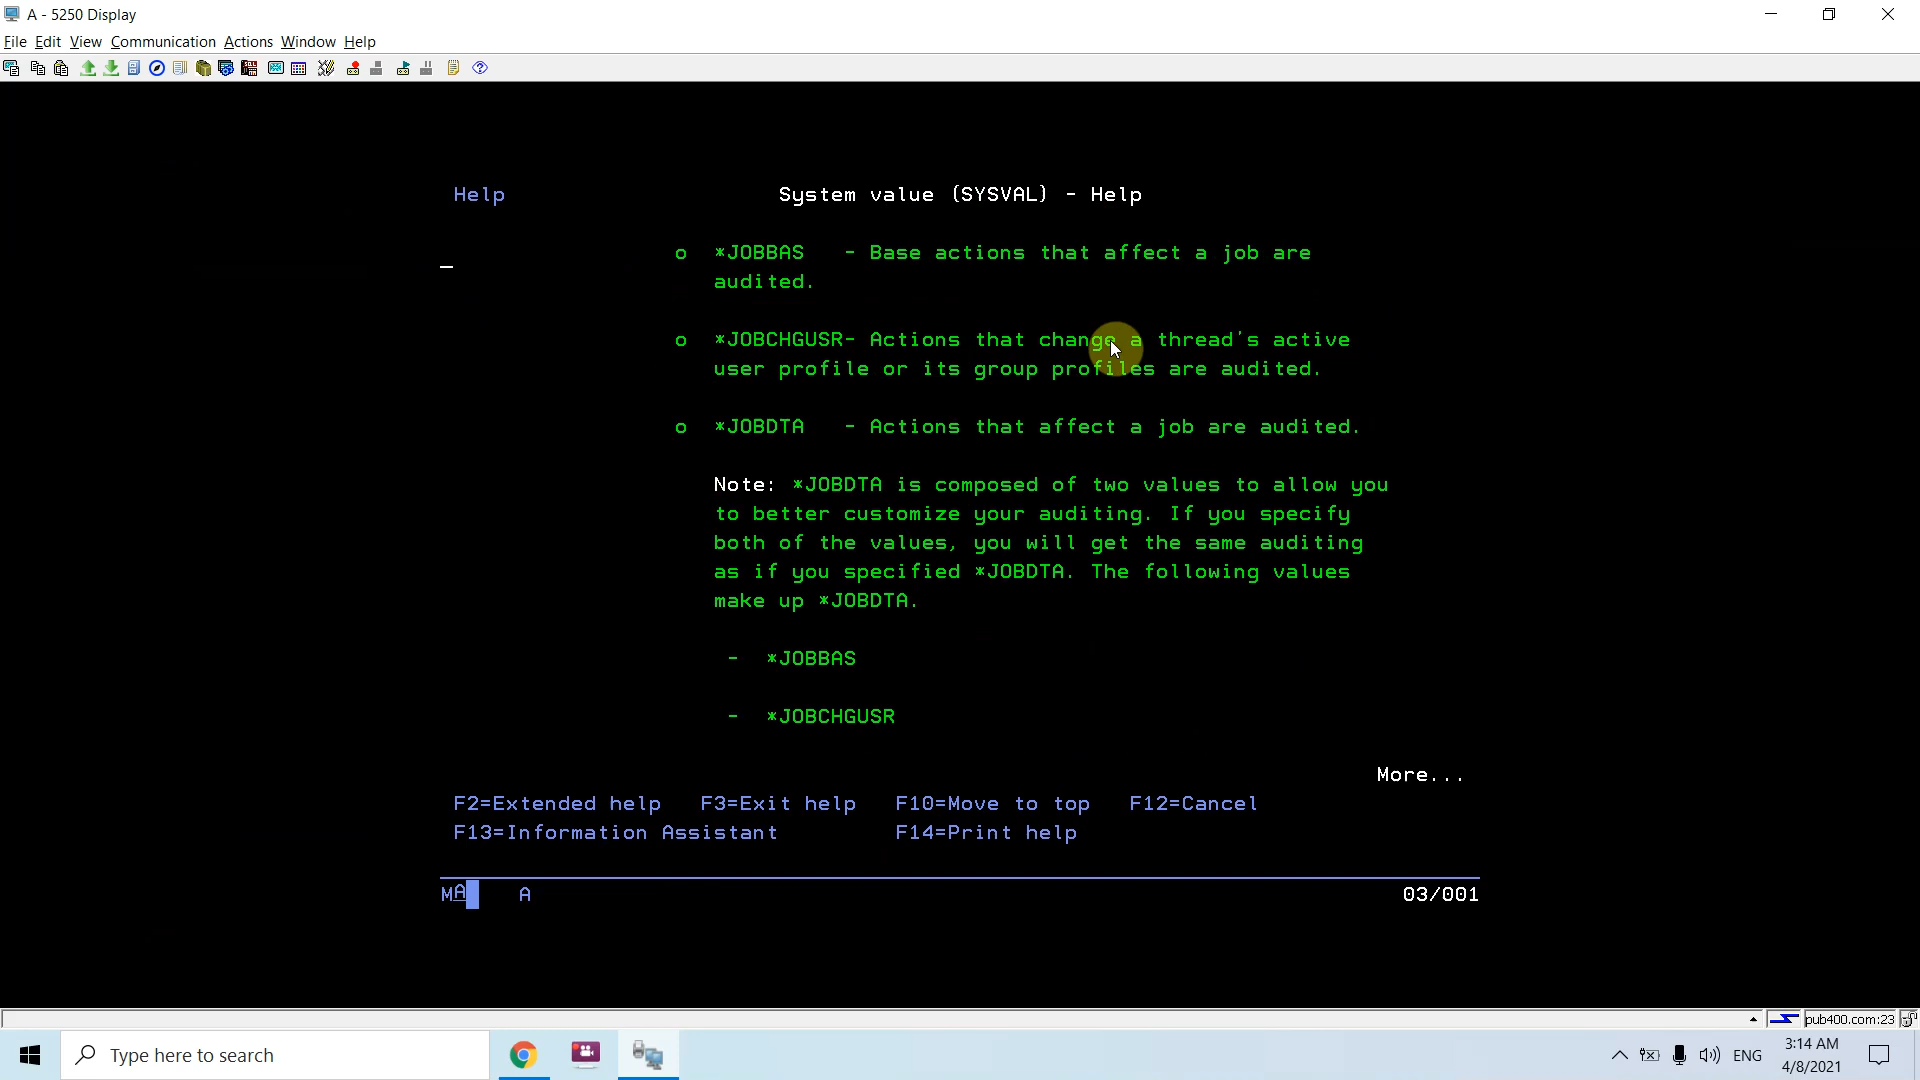 A - 5250 Display
File Edit View Communication Actions Window Help
Help System value (SYSVAL) - Help
o *JOBBAS - Base actions that affect a job are
audited.
o *JOBCHGUSR- Actions that change a thread's active
user profile or its group profiles are audited.
o *JOBDTA - Actions that affect a job are audited.
Note: *JOBDTA is composed of two values to allow you
to better customize your auditing. If you specify
both of the values, you will get the same auditing
as if you specified *JOBDTA. The following values
make up *JOBDTA.
- *JOBBAS
- *JOBCHGUSR
More...
F2=Extended help F3=Exit help F10=Move to top F12=Cancel
F13=Information Assistant F14=Print help
MA A 03/001
pub400.com:23
Type here to search
ENG
3:14 AM
4/8/2021